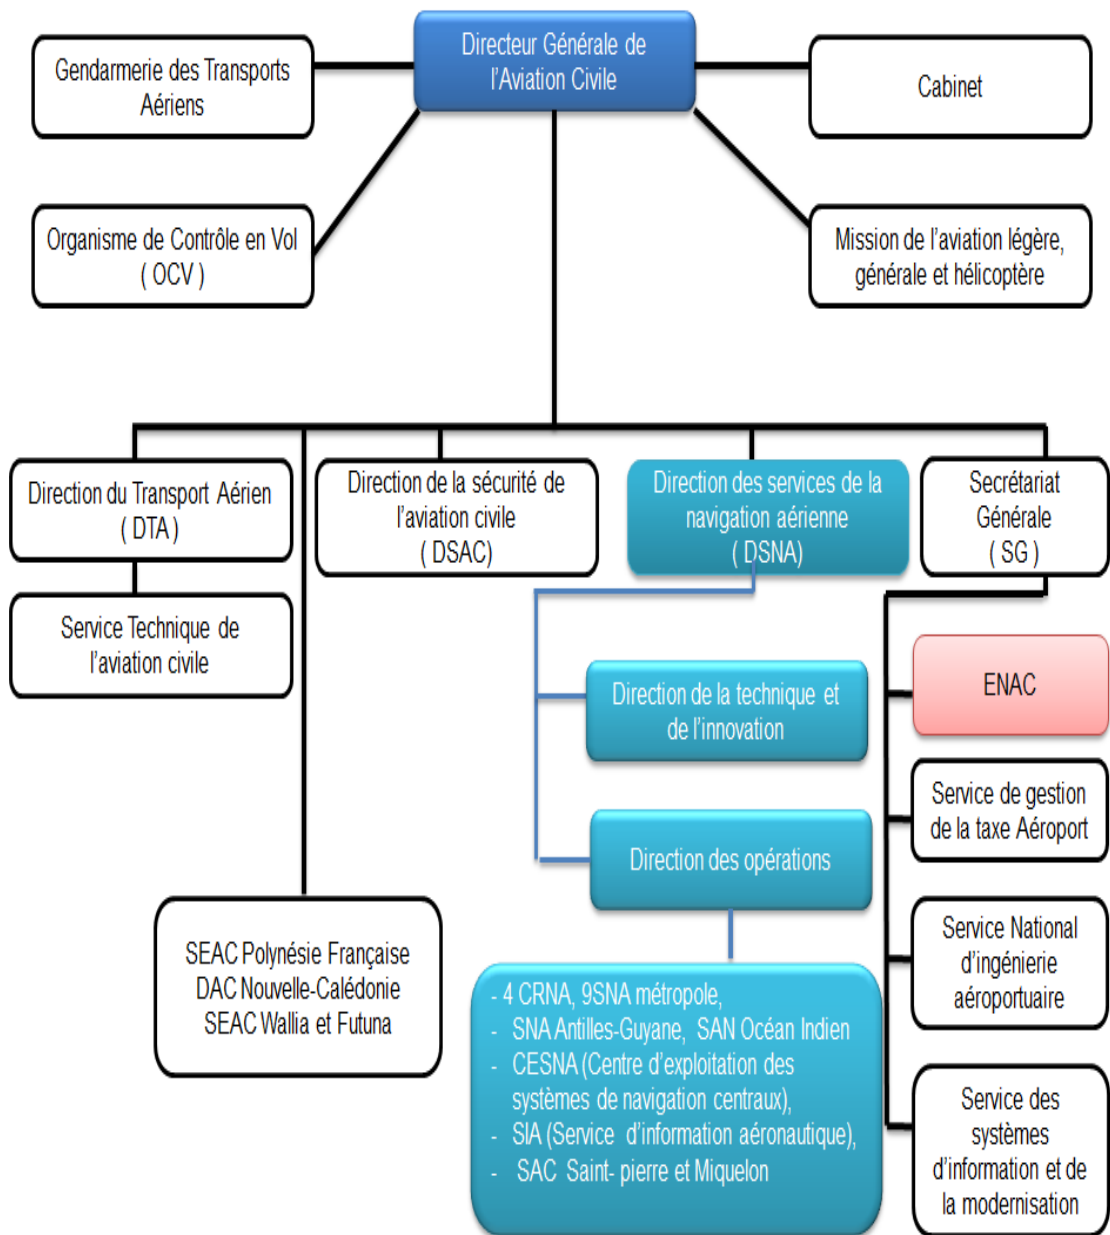 Directeur Générale de
l'Aviation Civile
Gendarmerie des Transports
Aériens
Cabinet
Organisme de Contrôle en Vol
( OCV )
Mission de l'aviation légère,
générale et hélicoptère
Direction du Transport Aérien
( DTA )
Direction de la sécurité de
l'aviation civile
( DSAC)
Direction des services de la
navigation aérienne
( DSNA)
Secrétariat
Générale
( SG )
Service Technique de
l'aviation civile
Direction de la technique et
de l'innovation
ENAC
Service de gestion
de la taxe Aéroport
Direction des opérations
SEAC Polynésie Française
DAC Nouvelle-Calédonie
SEAC Wallia et Futuna
Service National
d'ingénierie
aéroportuaire
- 4 CRNA, 9SNA métropole,
- SNA Antilles-Guyane, SAN Océan Indien
- CESNA (Centre d'exploitation des
systèmes de navigation centraux),
- SIA (Service d'information aéronautique),
- SAC Saint- pierre et Miquelon
Service des
systèmes
d'information et de
la modernisation